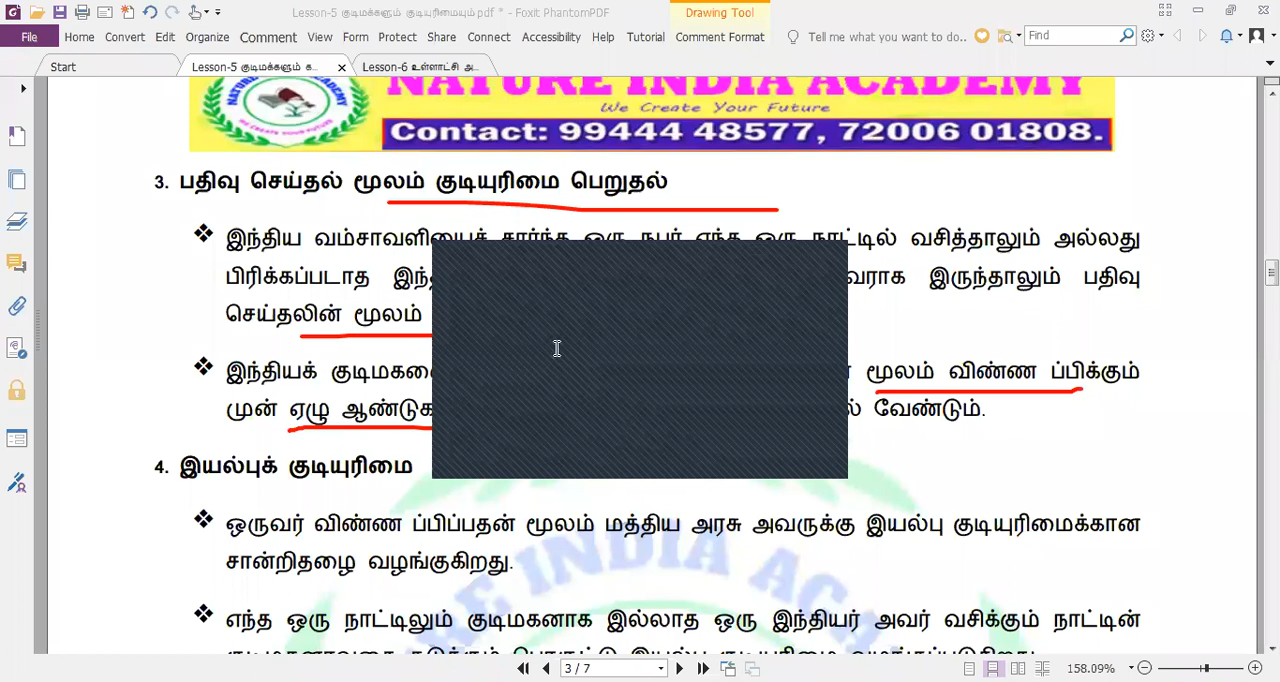 Lesson-5 குடிமக்களும் குடியுரிமையும்.pdf * - Foxit PhantomPDF
Drawing Tool
File Home Convert Edit Organize Comment View Form Protect Share Connect Accessibility Help Tutorial Comment Format Tell me what you want to do.. Find
Start Lesson-5 குடிமக்களும் க... Lesson-6 உள்ளாட்சி அ...
NATURE INDIA ACADEMY
We Create Your Future
Contact: 99444 48577, 72006 01808.
3. பதிவு செய்தல் மூலம் குடியுரிமை பெறுதல்
❖ இந்திய வம்சாவளியைச் சார்ந்த ஒரு நபர் எந்த ஒரு நாட்டில் வசித்தாலும் அல்லது
பிரிக்கப்படாத இருந்தாலும் பதிவு
செய்தலின் மூலம்
❖ இந்தியக் மூலம் விண்ண ப்பிக்கும்
முன் ஏழு வேண்டும்.
4. இயல்புக் குடியுரிமை
❖ ஒருவர் விண்ண ப்பிப்பதன் மூலம் மத்திய அரசு அவருக்கு இயல்பு குடியுரிமைக்கான
சான்றிதழை வழங்குகிறது.
❖ எந்த ஒரு நாட்டிலும் குடிமகனாக இல்லாத ஒரு இந்தியர் அவர் வசிக்கும் நாட்டின்
3 / 7 158.09%